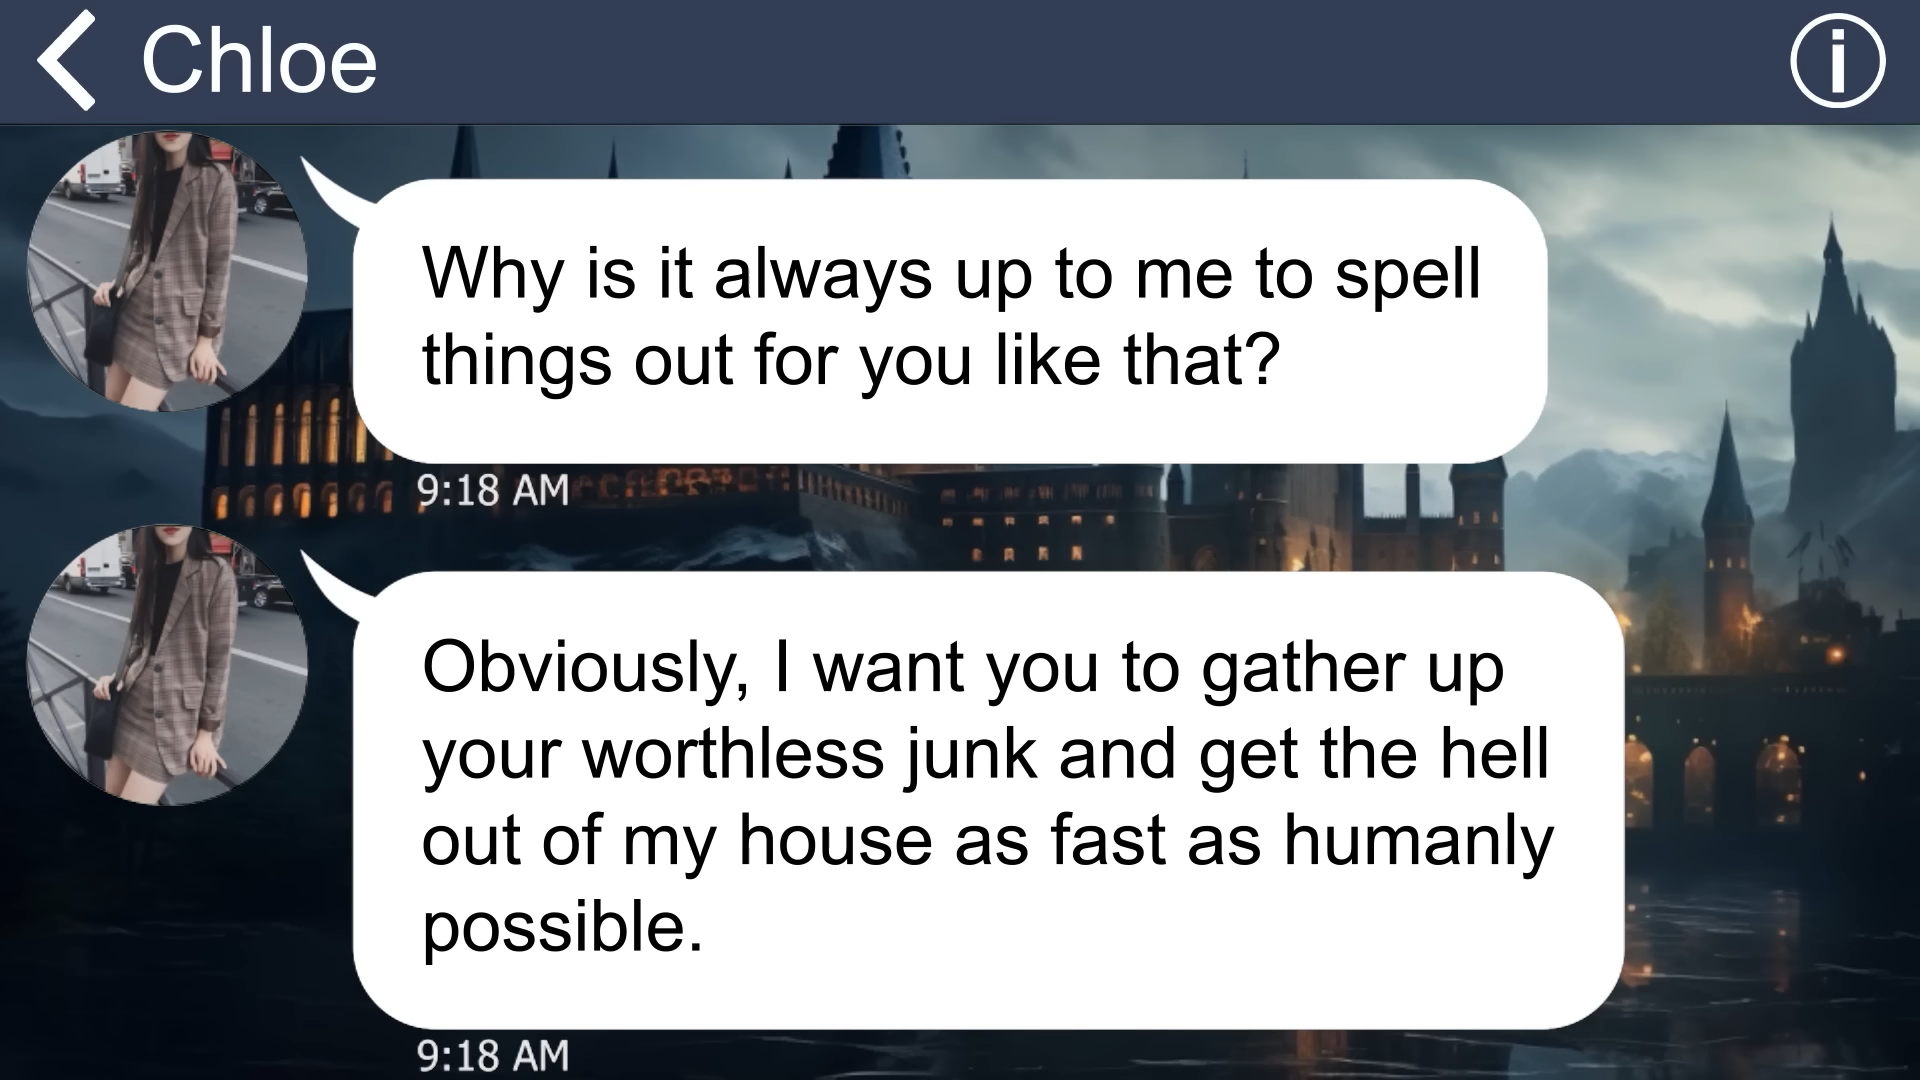 Chloe
Why is it always up to me to spell
things out for you like that?
9:18 AM
Obviously, I want you to gather up
your worthless junk and get the hell
out of my house as fast as humanly
possible.
9:18 AM